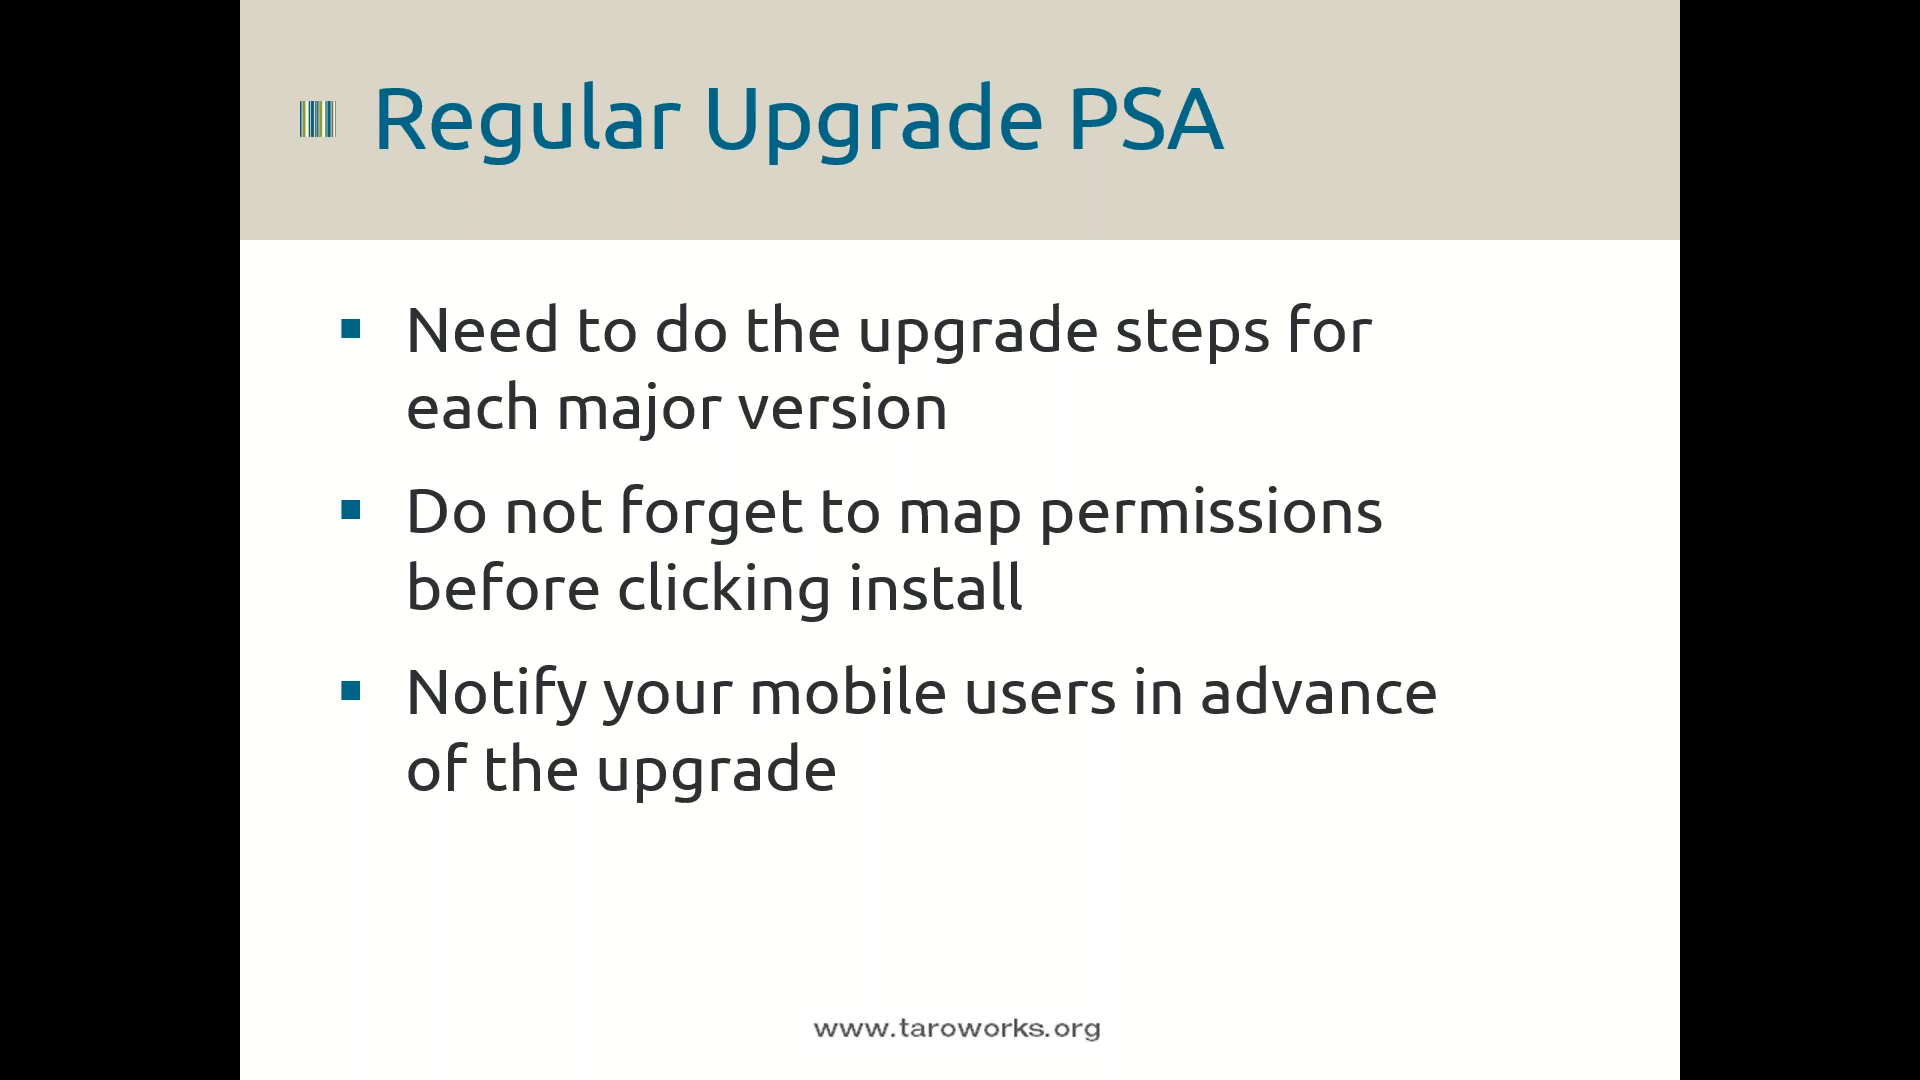 Regular Upgrade PSA
Need to do the upgrade steps for
each major version
Do not forget to map permissions
before clicking install
Notify your mobile users in advance
of the upgrade
www.taroworks.org